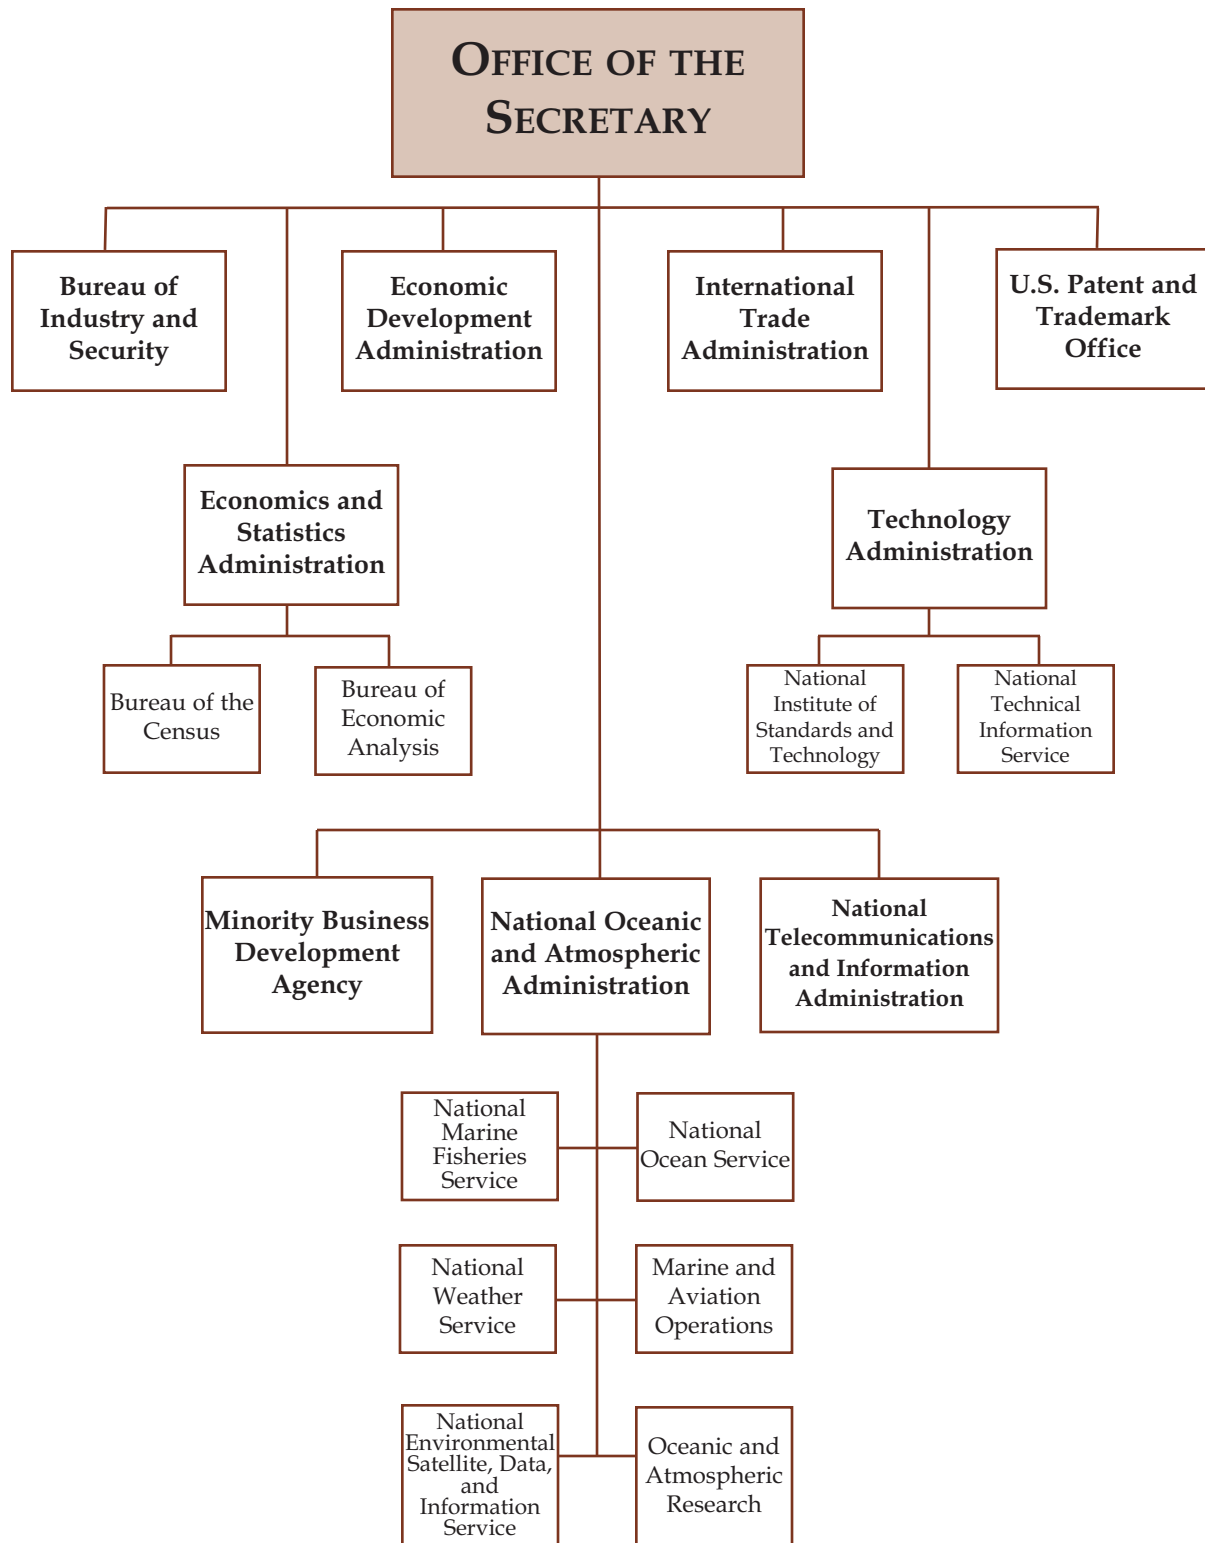 OFFICE OF THE
SECRETARY
Bureau of
Industry and
Security
Economic
Development
Administration
International
Trade
Administration
U.S. Patent and
Trademark
Office
Economics and
Statistics
Administration
Technology
Administration
Bureau of the
Census
Bureau of
Economic
Analysis
National
Institute of
Standards and
Technology
National
Technical
Information
Service
Minority Business
Development
Agency
National Oceanic
and Atmospheric
Administration
National
Telecommunications
and Information
Administration
National
Marine
Fisheries
Service
National
Ocean Service
National
Weather
Service
Marine and
Aviation
Operations
National
Environmental
Satellite, Data,
and
Information
Service
Oceanic and
Atmospheric
Research